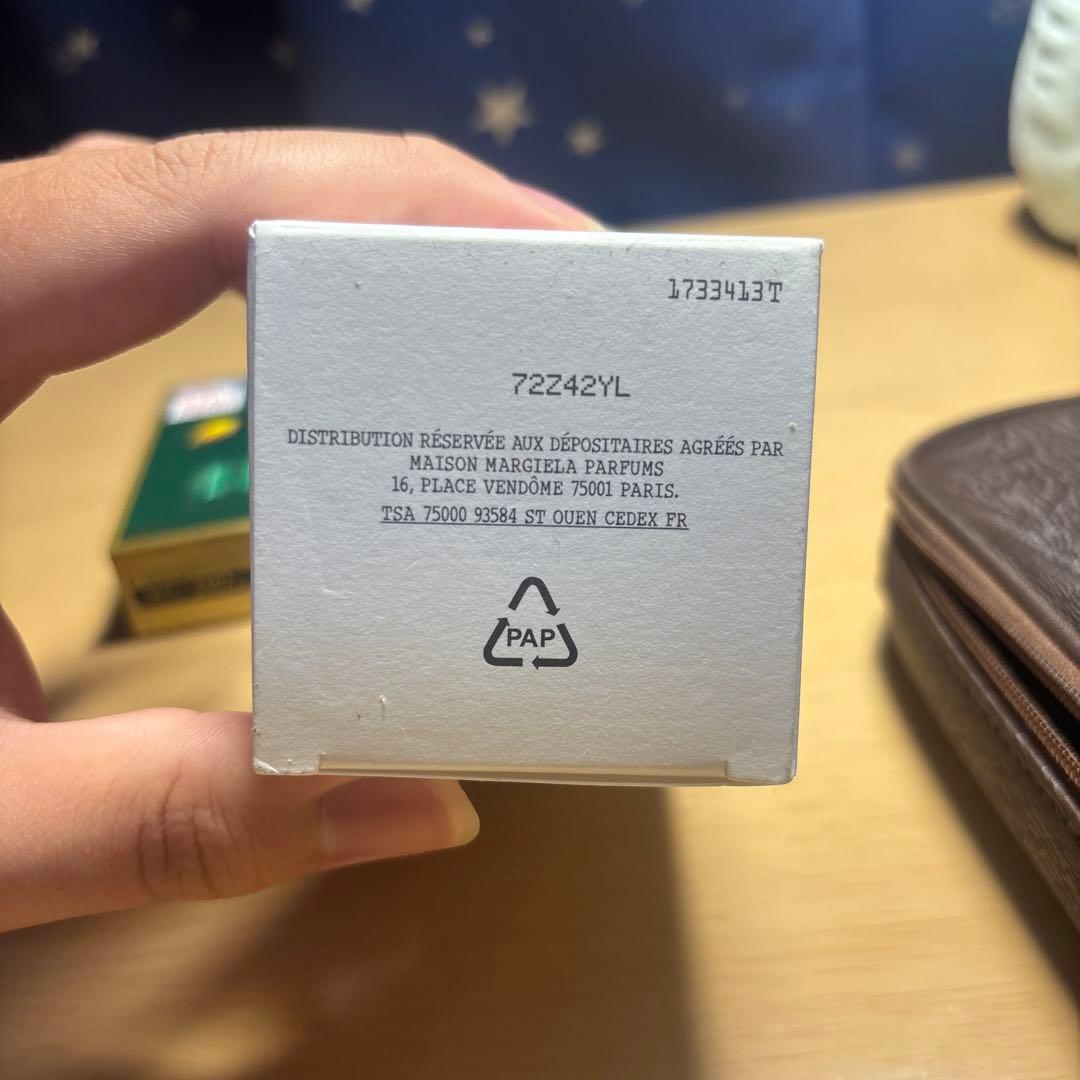 1733413T
72Z42YL
DISTRIBUTION RÉSERVÉE AUX DÉPOSITAIRES AGRÉÉS PAR
MAISON MARGIELA PARFUMS
16, PLACE VENDÔME 75001 PARIS.
TSA 75000 93584 ST OUEN CEDEX FR
PAP